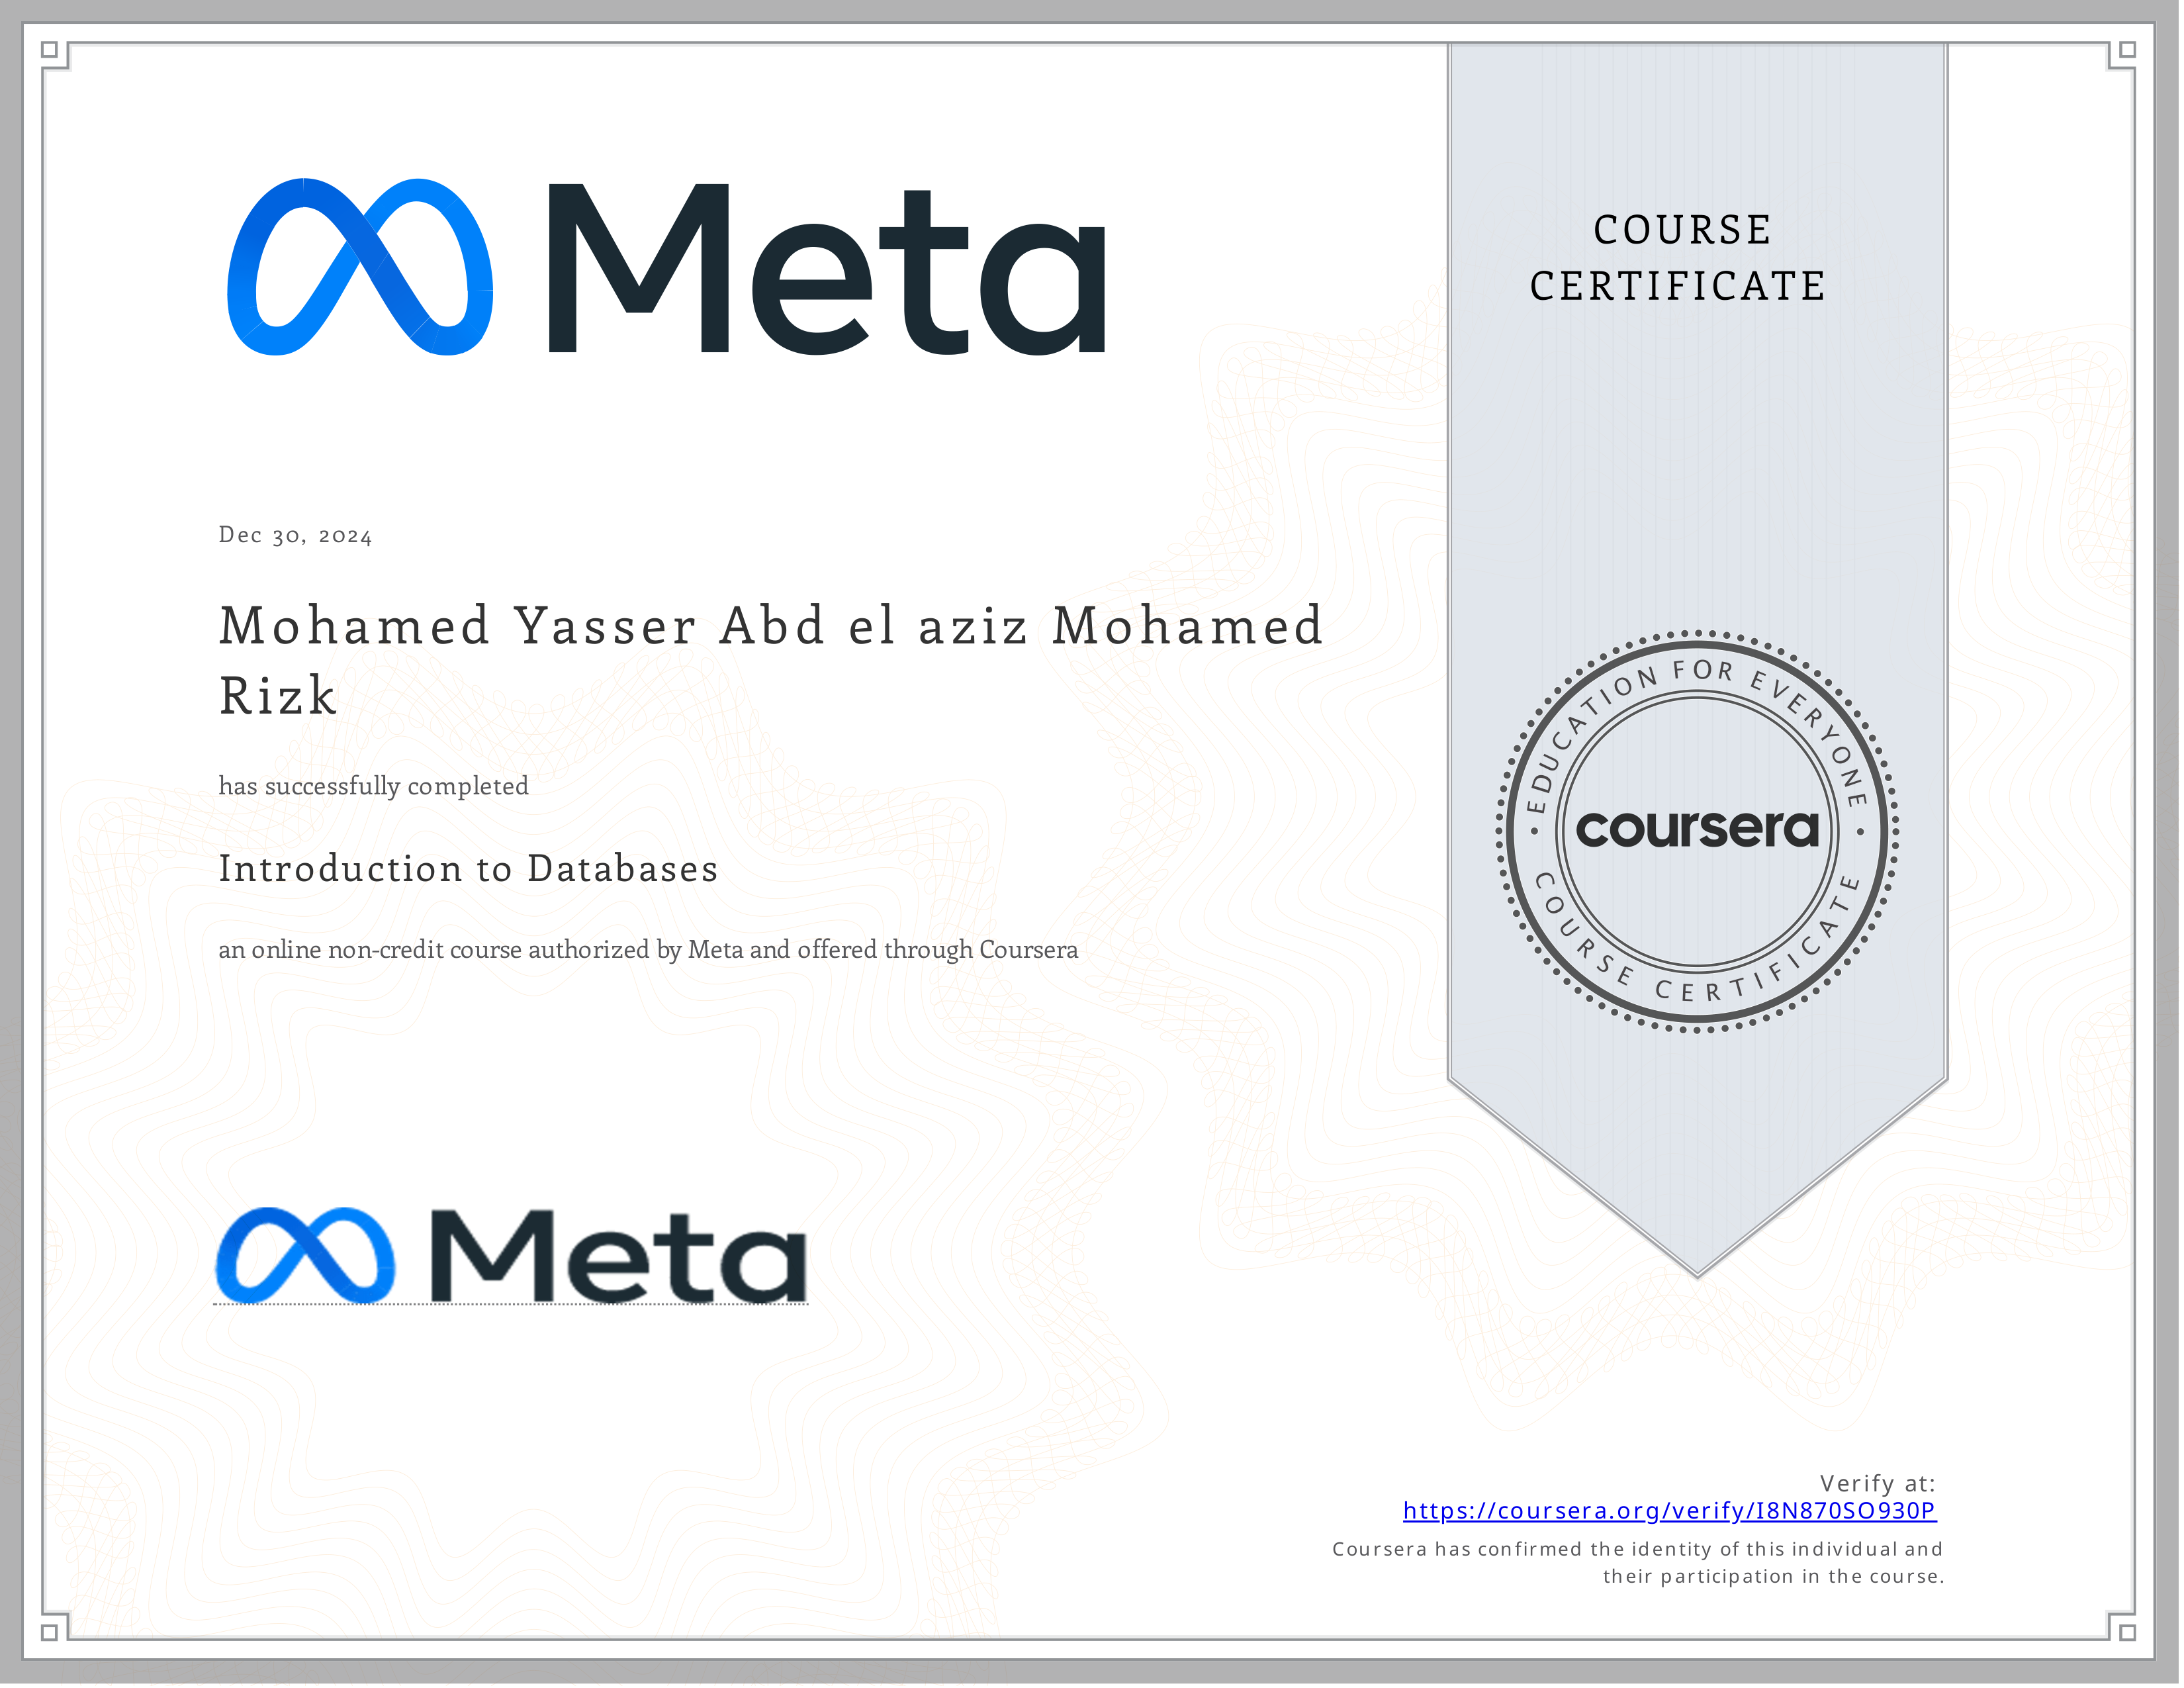 Meta
COURSE
CERTIFICATE
Dec 30, 2024
Mohamed Yasser Abd el aziz Mohamed
Rizk
has successfully completed
Introduction to Databases
an online non-credit course authorized by Meta and offered through Coursera
EDUCATION FOR EVERYONE
coursera
COURSE CERTIFICATE
Meta
Verify at:
https://coursera.org/verify/I8N870SO930P
Coursera has confirmed the identity of this individual and
their participation in the course.